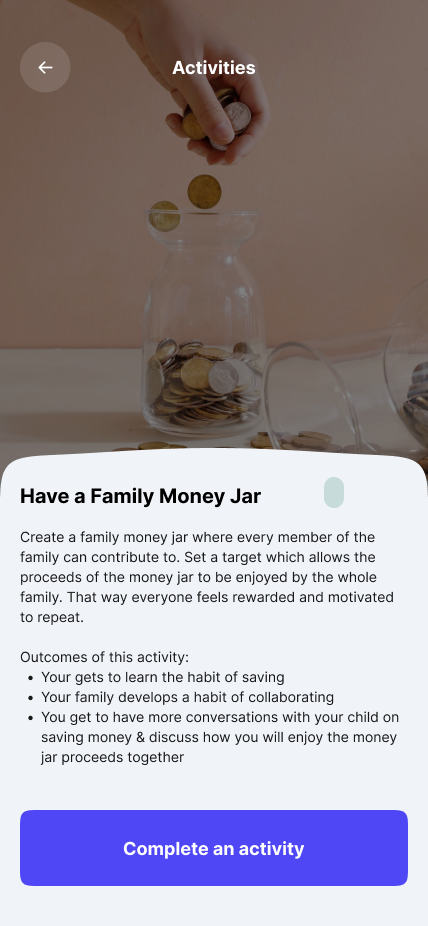 Activities
Have a Family Money Jar
Create a family money jar where every member of the
family can contribute to. Set a target which allows the
proceeds of the money jar to be enjoyed by the whole
family. That way everyone feels rewarded and motivated
to repeat.
Outcomes of this activity:
• Your gets to learn the habit of saving
• Your family develops a habit of collaborating
• You get to have more conversations with your child on
saving money & discuss how you will enjoy the money
jar proceeds together
Complete an activity